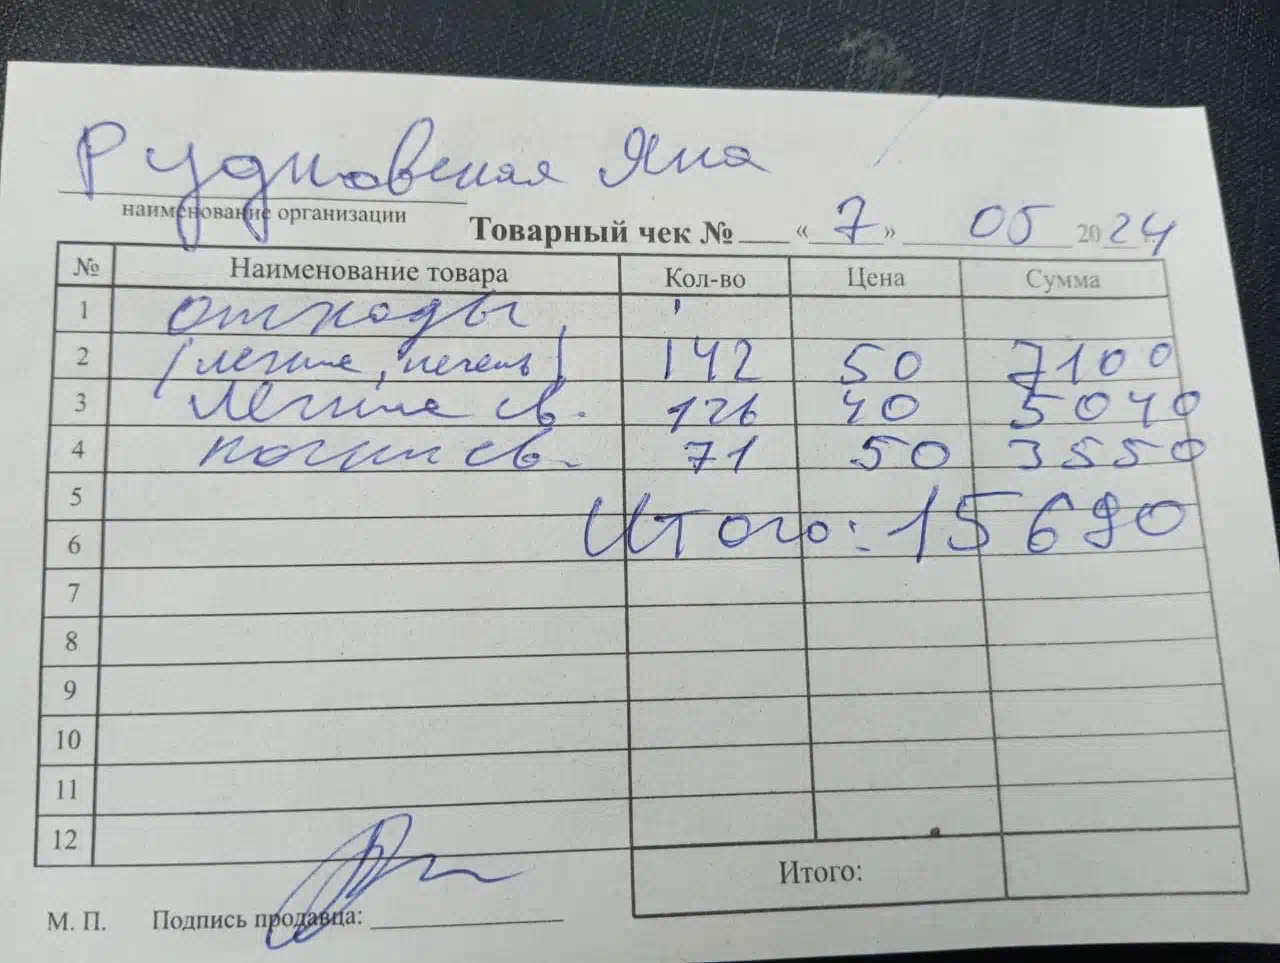 Рудковская Яна
наименование организации
Товарный чек № « 7 » 05 2024
№ Наименование товара Кол-во Цена Сумма
1 отходы
2 (легкие, печень) 142 50 7100
3 Легкие св. 126 40 5040
4 почки св. 71 50 3550
5
6 Итого: 15690
7
8
9
10
11
12
Итого:
М. П. Подпись продавца: